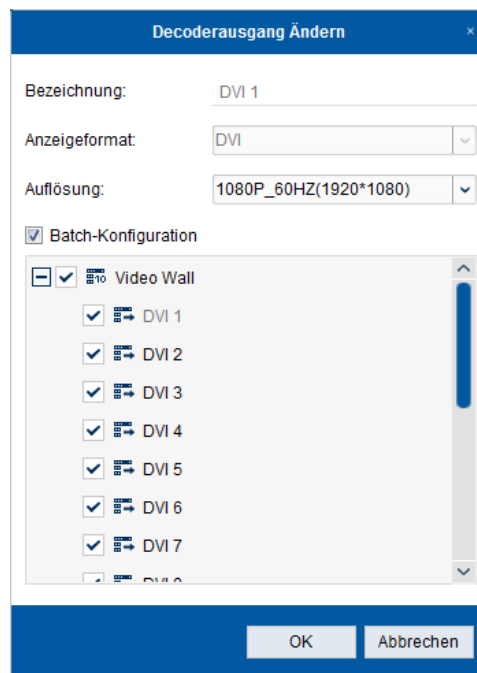 Decoderausgang Ändern ×
Bezeichnung: DVI 1
Anzeigeformat: DVI
Auflösung: 1080P_60HZ(1920*1080)
Batch-Konfiguration
10 Video Wall
DVI 1
DVI 2
DVI 3
DVI 4
DVI 5
DVI 6
DVI 7
OK Abbrechen